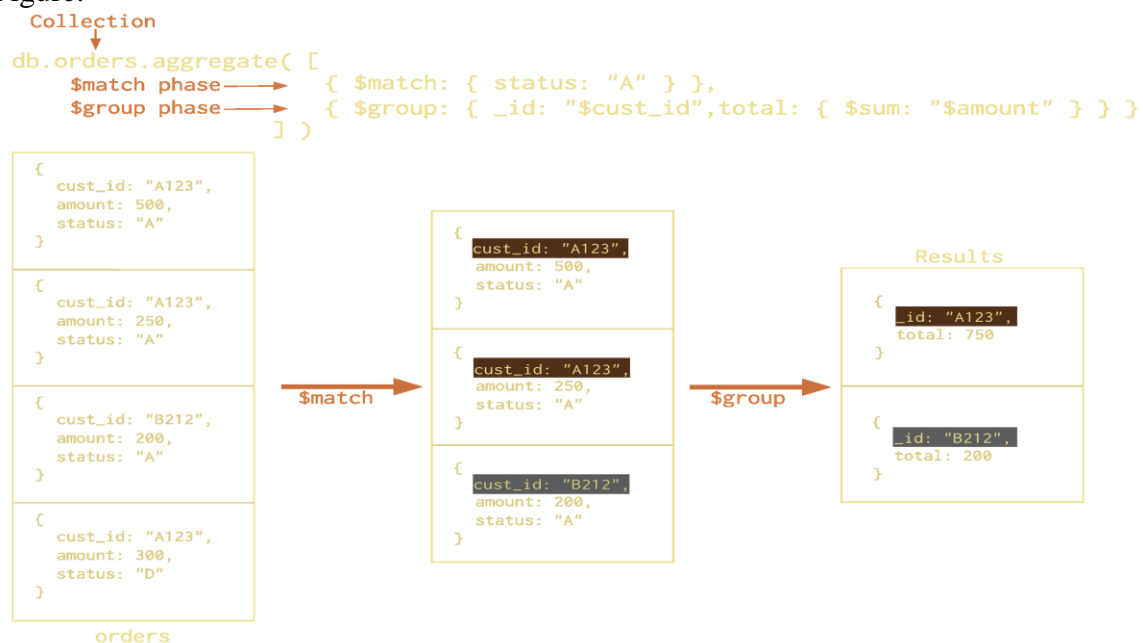 Figure.
Collection
db.orders.aggregate( [
$match phase { $match: { status: "A" } },
$group phase { $group: { _id: "$cust_id",total: { $sum: "$amount" } } }
] )
{
cust_id: "A123",
amount: 500,
status: "A"
}
{
cust_id: "A123",
amount: 250,
status: "A"
}
{
cust_id: "B212",
amount: 200,
status: "A"
}
{
cust_id: "A123",
amount: 300,
status: "D"
}
orders
$match
{
cust_id: "A123",
amount: 500,
status: "A"
}
{
cust_id: "A123",
amount: 250,
status: "A"
}
{
cust_id: "B212",
amount: 200,
status: "A"
}
$group
Results
{
_id: "A123",
total: 750
}
{
_id: "B212",
total: 200
}